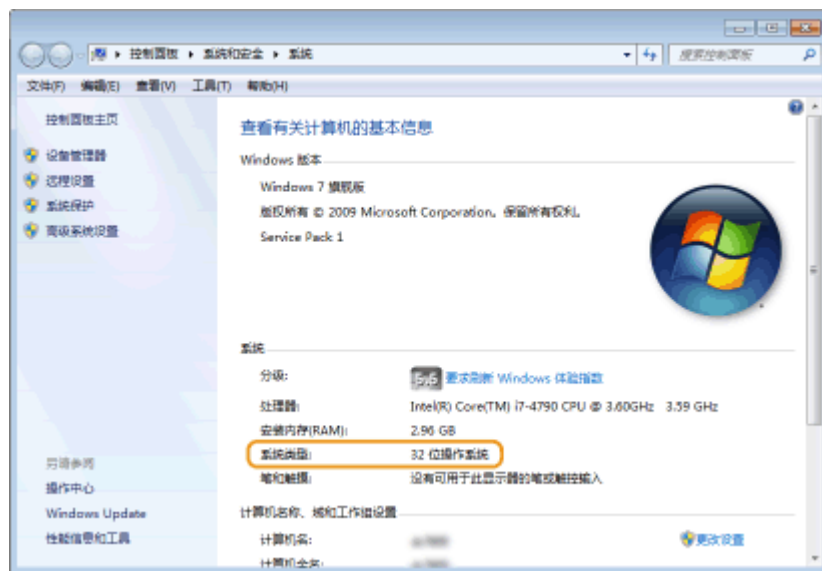 控制面板 ▸ 系统和安全 ▸ 系统
搜索控制面板
文件(F) 编辑(E) 查看(V) 工具(T) 帮助(H)
控制面板主页
设备管理器
远程设置
系统保护
高级系统设置
另请参阅
操作中心
Windows Update
性能信息和工具
查看有关计算机的基本信息
Windows 版本
Windows 7 旗舰版
版权所有 © 2009 Microsoft Corporation。保留所有权利。
Service Pack 1
系统
分级: 要求刷新 Windows 体验指数
处理器: Intel(R) Core(TM) i7-4790 CPU @ 3.60GHz 3.59 GHz
安装内存(RAM): 2.96 GB
系统类型: 32 位操作系统
笔和触摸: 没有可用于此显示器的笔或触控输入
计算机名称、域和工作组设置
计算机名: 更改设置
计算机全名: